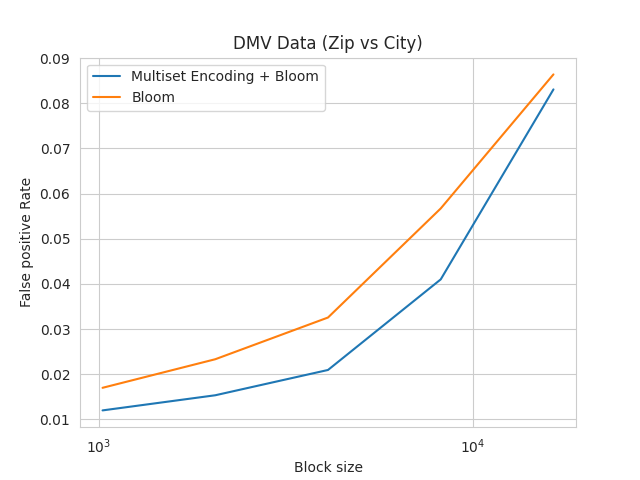 DMV Data (Zip vs City)
Multiset Encoding + Bloom
Bloom
0.09
0.08
0.07
0.06
0.05
0.04
0.03
0.02
0.01
False positive Rate
10³
10⁴
Block size